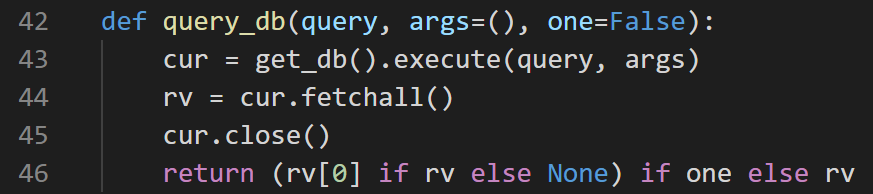 42 def query_db(query, args=(), one=False):
43     cur = get_db().execute(query, args)
44     rv = cur.fetchall()
45     cur.close()
46     return (rv[0] if rv else None) if one else rv